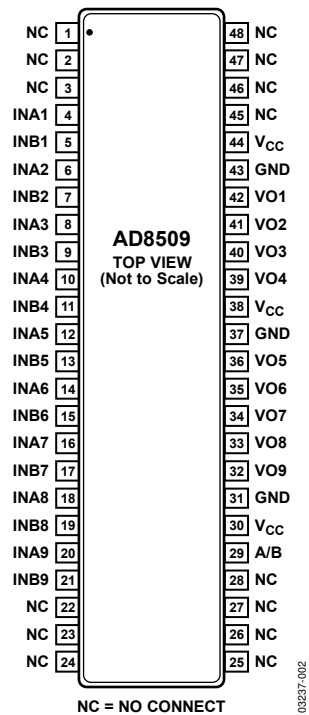 NC 1 48 NC
NC 2 47 NC
NC 3 46 NC
INA1 4 45 NC
INB1 5 44 VCC
INA2 6 43 GND
INB2 7 42 VO1
INA3 8 41 VO2
INB3 9 40 VO3
INA4 10 39 VO4
INB4 11 38 VCC
INA5 12 37 GND
INB5 13 36 VO5
INA6 14 35 VO6
INB6 15 34 VO7
INA7 16 33 VO8
INB7 17 32 VO9
INA8 18 31 GND
INB8 19 30 VCC
INA9 20 29 A/B
INB9 21 28 NC
NC 22 27 NC
NC 23 26 NC
NC 24 25 NC
AD8509
TOP VIEW
(Not to Scale)
NC = NO CONNECT
03237-002